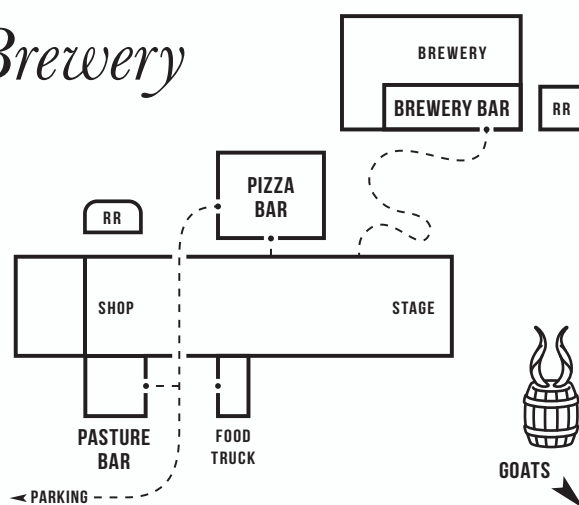 Brewery
BREWERY
BREWERY BAR
RR
PIZZA
BAR
RR
SHOP
STAGE
PASTURE
BAR
FOOD
TRUCK
GOATS
PARKING